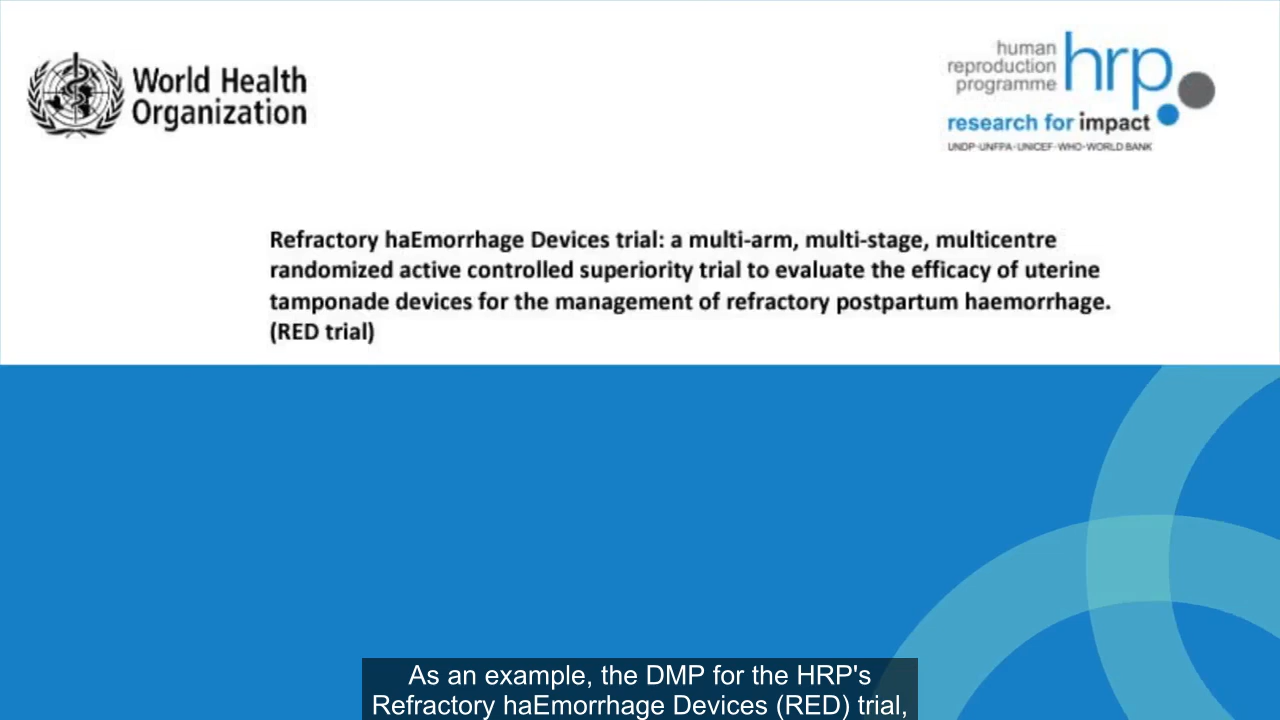 World Health
Organization
human
reproduction
programme
hrp
research for impact
UNDP·UNFPA·UNICEF·WHO·WORLD BANK
Refractory haEmorrhage Devices trial: a multi-arm, multi-stage, multicentre
randomized active controlled superiority trial to evaluate the efficacy of uterine
tamponade devices for the management of refractory postpartum haemorrhage.
(RED trial)
As an example, the DMP for the HRP's
Refractory haEmorrhage Devices (RED) trial,